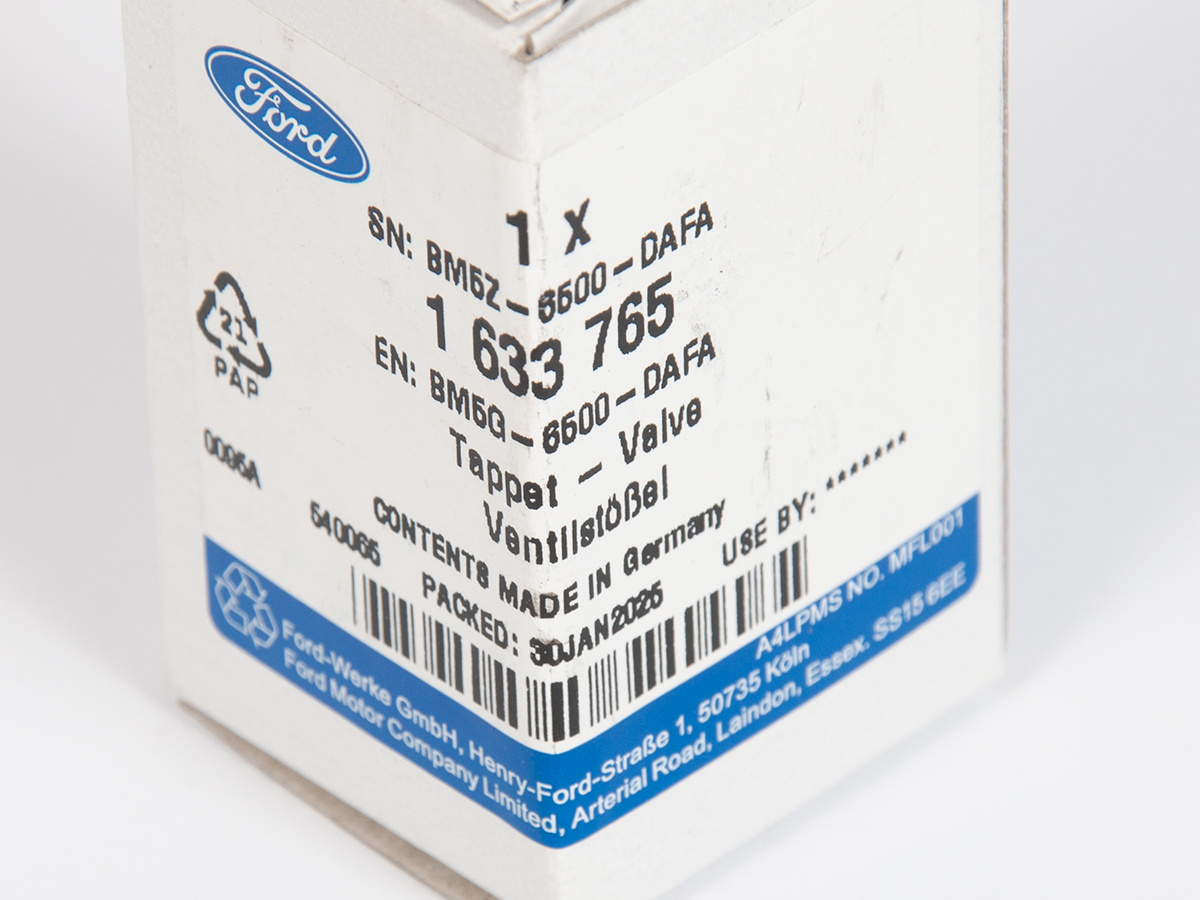 Ford
1 X
SN: BM5Z-6500-DAFA
1 633 765
EN: BM5G-6500-DAFA
Tappet - Valve
Ventilstößel
21
PAP
0095A
CONTENTS MADE IN Germany
540065
PACKED: 30JAN2025
USE BY: *******
A4LPMS NO. MFL001
Ford-Werke GmbH, Henry-Ford-Straße 1, 50735 Köln
Ford Motor Company Limited, Arterial Road, Laindon, Essex. SS15 6EE